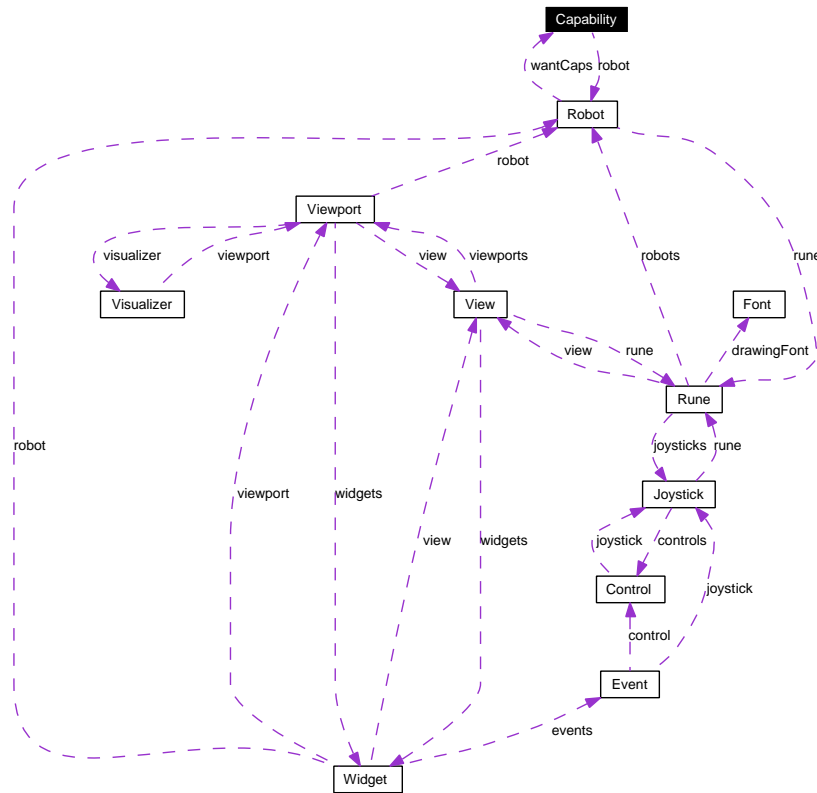 Capability
wantCaps
robot
Robot
robot
Viewport
visualizer
viewport
view
viewports
robots
rune
Visualizer
View
Font
view
rune
drawingFont
Rune
robot
joysticks
rune
viewport
widgets
Joystick
view
widgets
joystick
controls
Control
joystick
control
Event
events
Widget